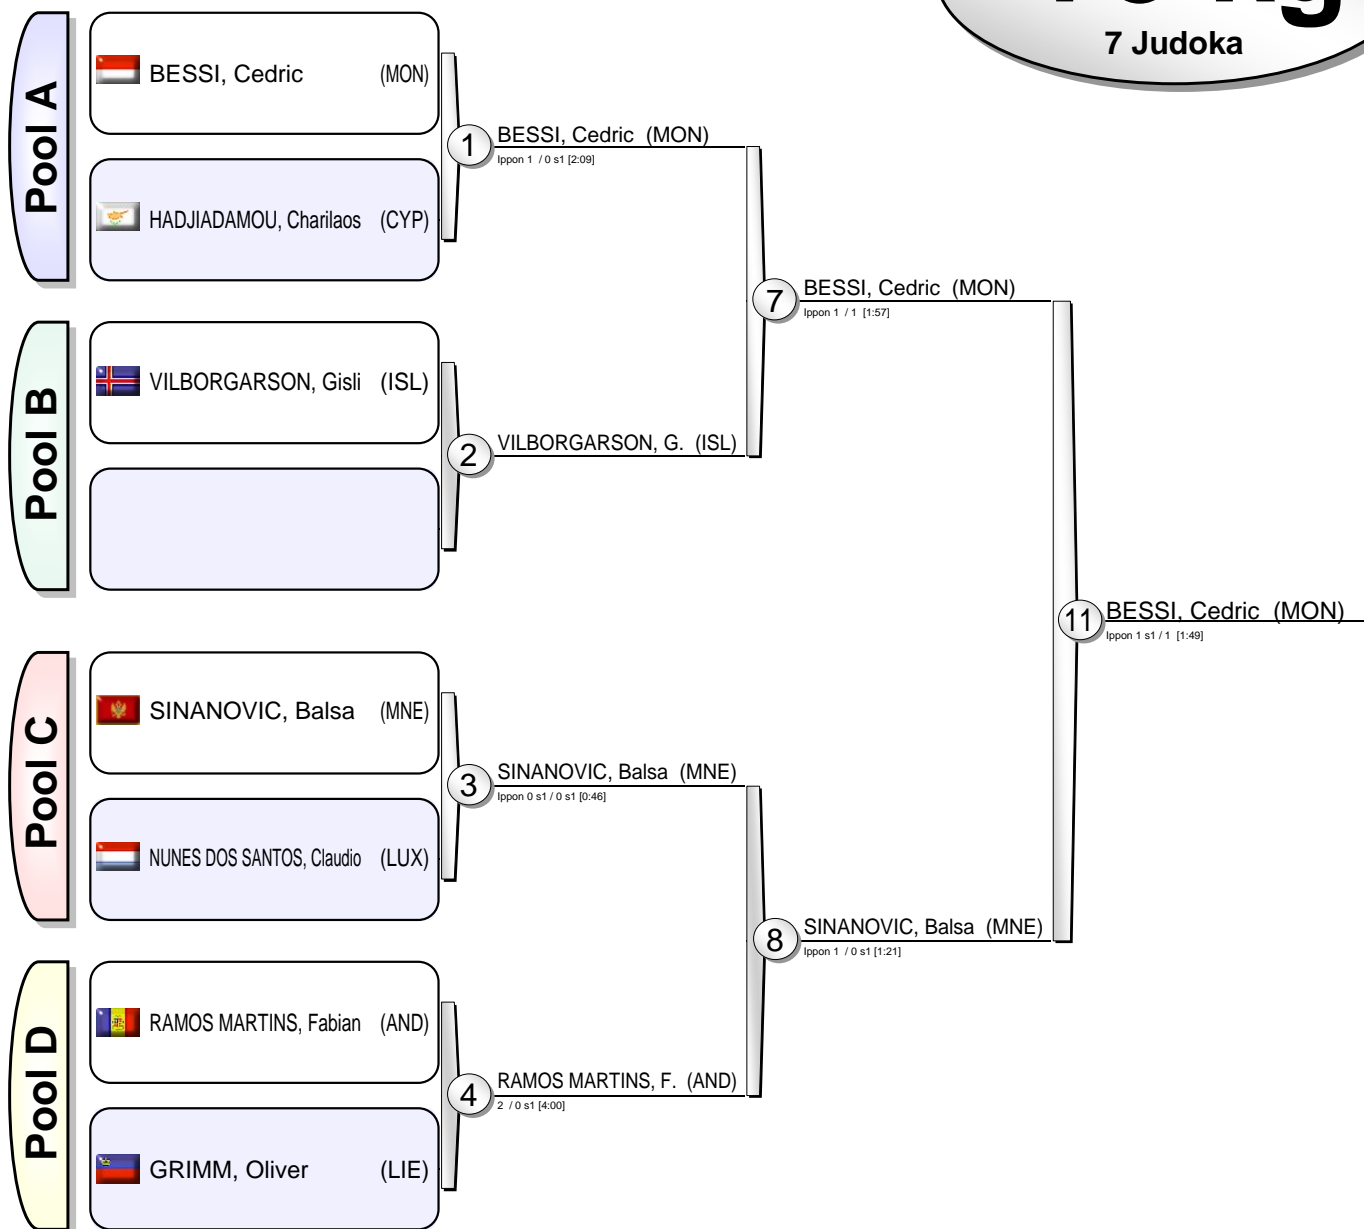 7 Judoka
Pool A
BESSI, Cedric (MON)
HADJIADAMOU, Charilaos (CYP)
1
BESSI, Cedric (MON)
Ippon 1 / 0 s1 [2:09]
Pool B
VILBORGARSON, Gisli (ISL)
2
VILBORGARSON, G. (ISL)
7
BESSI, Cedric (MON)
Ippon 1 / 1 [1:57]
Pool C
SINANOVIC, Balsa (MNE)
NUNES DOS SANTOS, Claudio (LUX)
3
SINANOVIC, Balsa (MNE)
Ippon 0 s1 / 0 s1 [0:46]
Pool D
RAMOS MARTINS, Fabian (AND)
GRIMM, Oliver (LIE)
4
RAMOS MARTINS, F. (AND)
2 / 0 s1 [4:00]
8
SINANOVIC, Balsa (MNE)
Ippon 1 / 0 s1 [1:21]
11
BESSI, Cedric (MON)
Ippon 1 s1 / 1 [1:49]